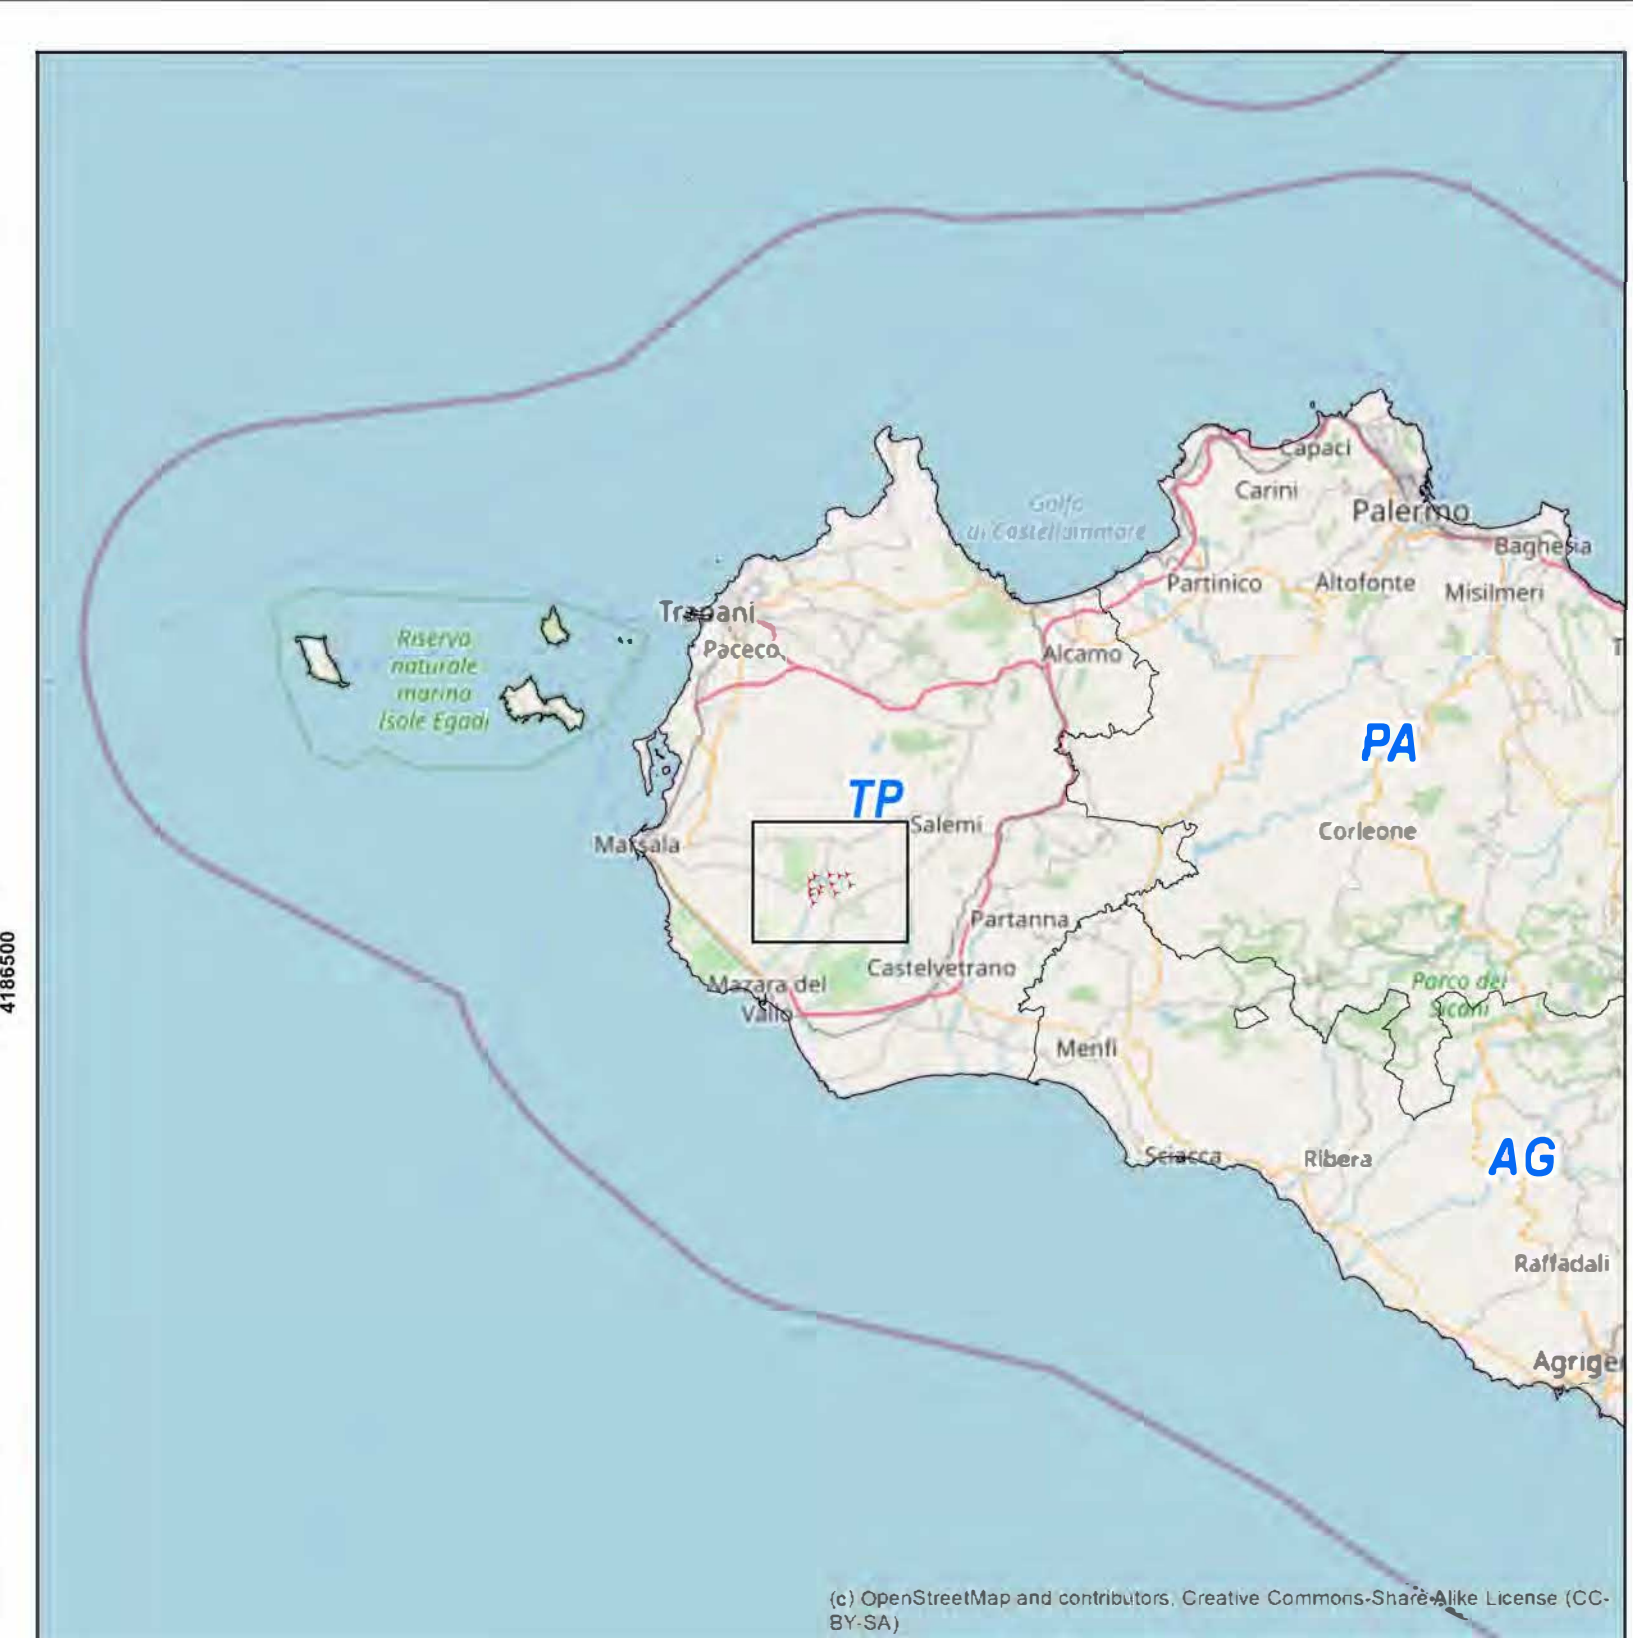 Capaci
Carini
Palermo
Golfo
di Castellammare
Baghesia
Partinico
Altofonte
Misilmeri
Trapani
Paceco
Alcamo
Riserva
naturale
marina
Isole Egadi
PA
TP
Salemi
Corleone
Marsala
Partanna
4186500
Castelvetrano
Mazara del
Vallo
Parco dei
Sicani
Menfi
Sciacca
Ribera
AG
Raffadali
Agrige
(c) OpenStreetMap and contributors, Creative Commons-Share Alike License (CC-
BY-SA)